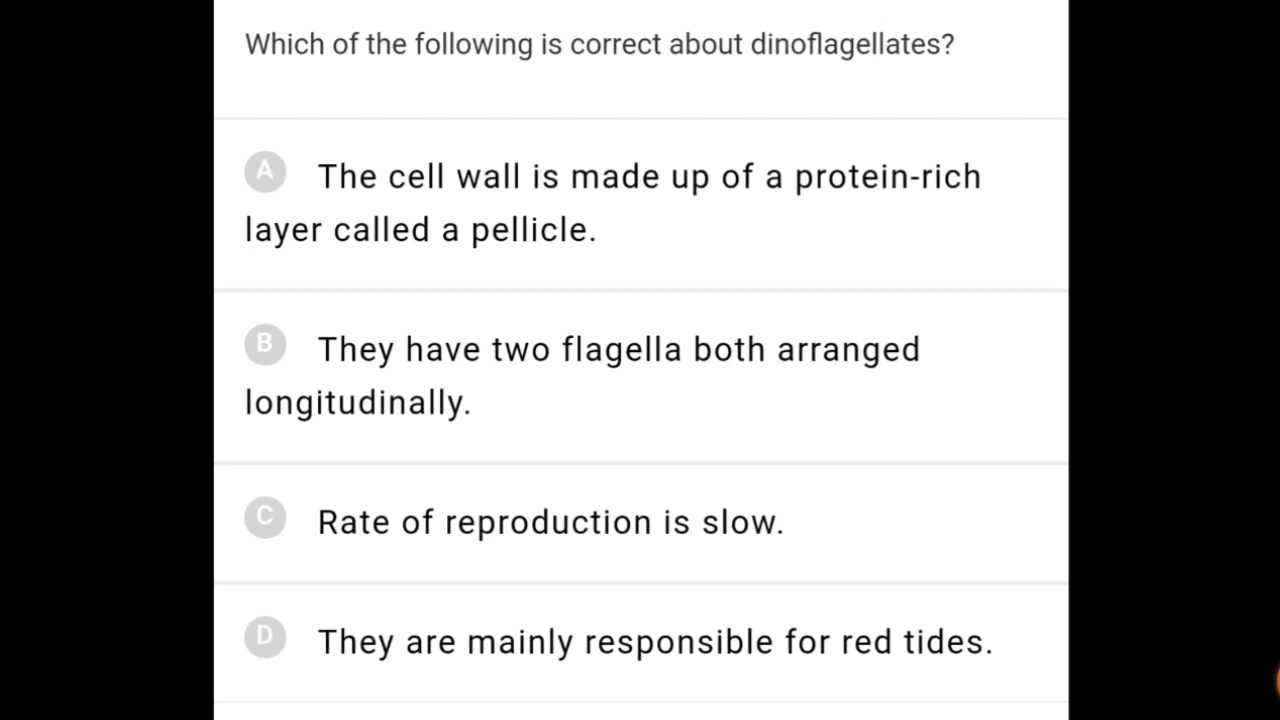 Which of the following is correct about dinoflagellates?
A The cell wall is made up of a protein-rich
layer called a pellicle.
B They have two flagella both arranged
longitudinally.
C Rate of reproduction is slow.
D They are mainly responsible for red tides.